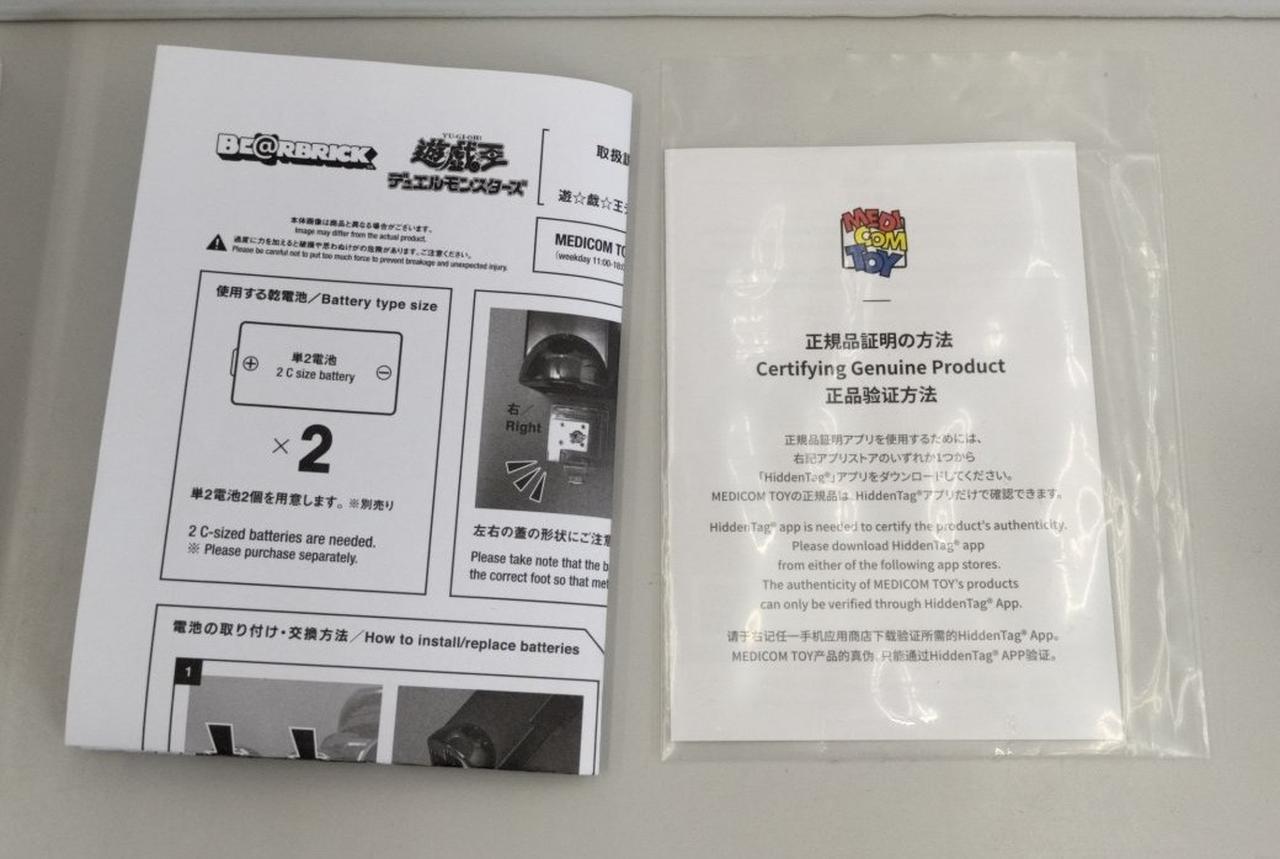 BE@RBRICK
YU-GI-OH!
遊戯王
デュエルモンスターズ
取扱
遊☆戯☆王
本体画像は商品と異なる場合がございます。
Image may differ from the actual product.
過度に力を加えると破損や思わぬけがの危険があります。ご注意ください。
Please be careful not to put too much force to prevent breakage and unexpected injury.
MEDICOM TO
(weekday 11:00-18:0
使用する乾電池／Battery type size
単2電池
2 C size battery
×2
単2電池2個を用意します。※別売り
2 C-sized batteries are needed.
※ Please purchase separately.
右／
Right
左右の蓋の形状にご注意
Please take note that the b
the correct foot so that met
電池の取り付け・交換方法／How to install/replace batteries
1
MEDI
COM
TOY
正規品証明の方法
Certifying Genuine Product
正品验证方法
正規品証明アプリを使用するためには、
右記アプリストアのいずれか1つから
「HiddenTag®」アプリをダウンロードしてください。
MEDICOM TOYの正規品は、HiddenTag®アプリだけで確認できます。
HiddenTag® app is needed to certify the product's authenticity.
Please download HiddenTag® app
from either of the following app stores.
The authenticity of MEDICOM TOY's products
can only be verified through HiddenTag® App.
请于右记任一手机应用商店下载验证所需的HiddenTag® App。
MEDICOM TOY产品的真伪，只能通过HiddenTag® APP验证。